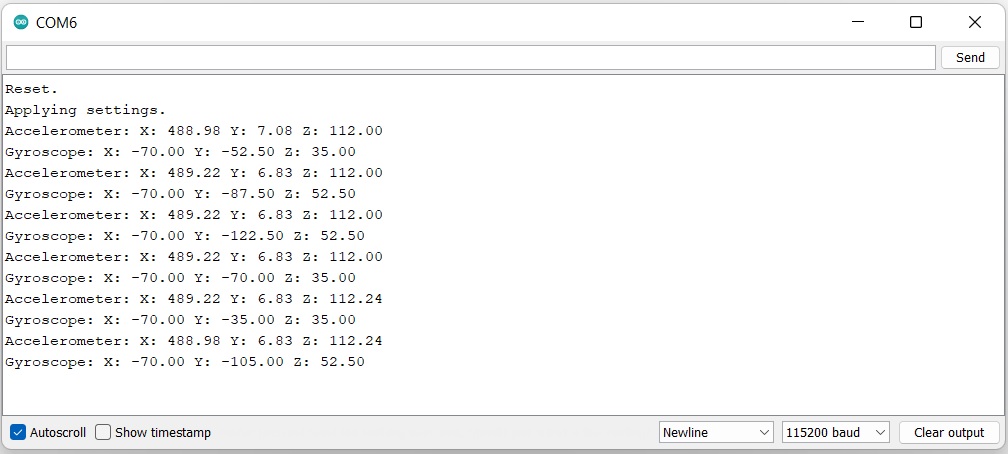 COM6
Send
Reset.
Applying settings.
Accelerometer: X: 488.98 Y: 7.08 Z: 112.00
Gyroscope: X: -70.00 Y: -52.50 Z: 35.00
Accelerometer: X: 489.22 Y: 6.83 Z: 112.00
Gyroscope: X: -70.00 Y: -87.50 Z: 52.50
Accelerometer: X: 489.22 Y: 6.83 Z: 112.00
Gyroscope: X: -70.00 Y: -122.50 Z: 52.50
Accelerometer: X: 489.22 Y: 6.83 Z: 112.00
Gyroscope: X: -70.00 Y: -70.00 Z: 35.00
Accelerometer: X: 489.22 Y: 6.83 Z: 112.24
Gyroscope: X: -70.00 Y: -35.00 Z: 35.00
Accelerometer: X: 488.98 Y: 6.83 Z: 112.24
Gyroscope: X: -70.00 Y: -105.00 Z: 52.50
Autoscroll Show timestamp Newline 115200 baud Clear output